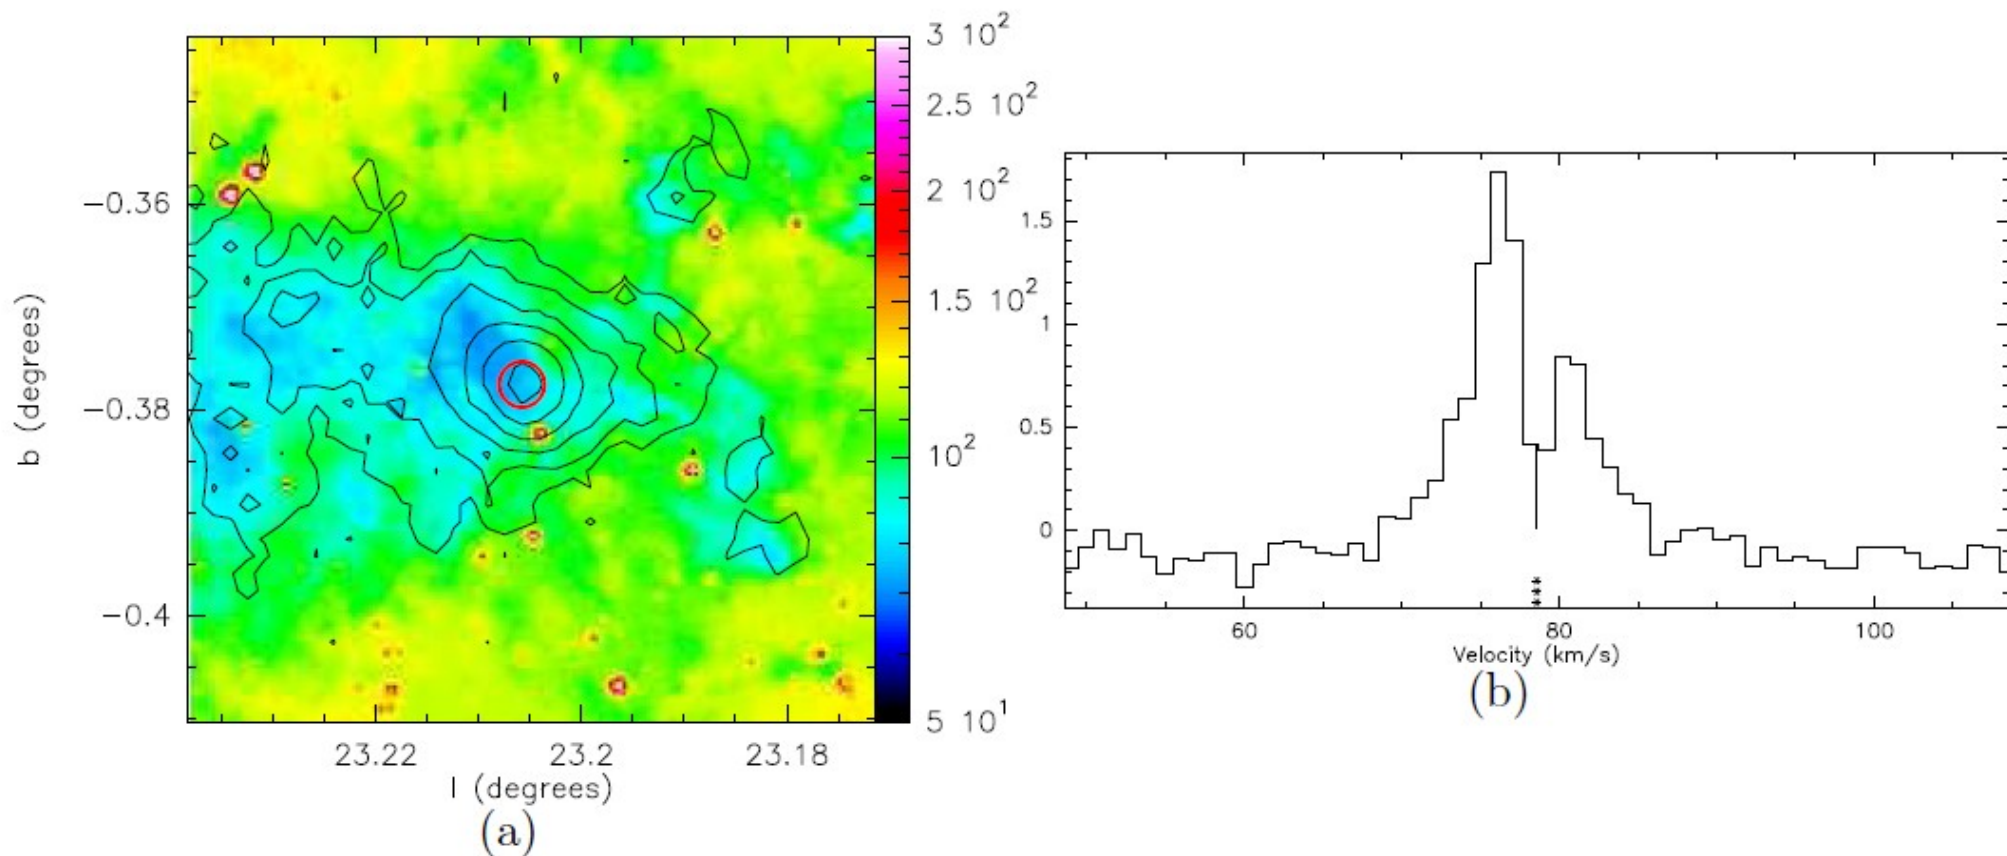 3 10²
2.5 10²
2 10²
1.5 10²
10²
5 10¹
−0.36
−0.38
−0.4
b (degrees)
23.22 23.2 23.18
l (degrees)
(a)
1.5
1
0.5
0
60 80 100
Velocity (km/s)
(b)